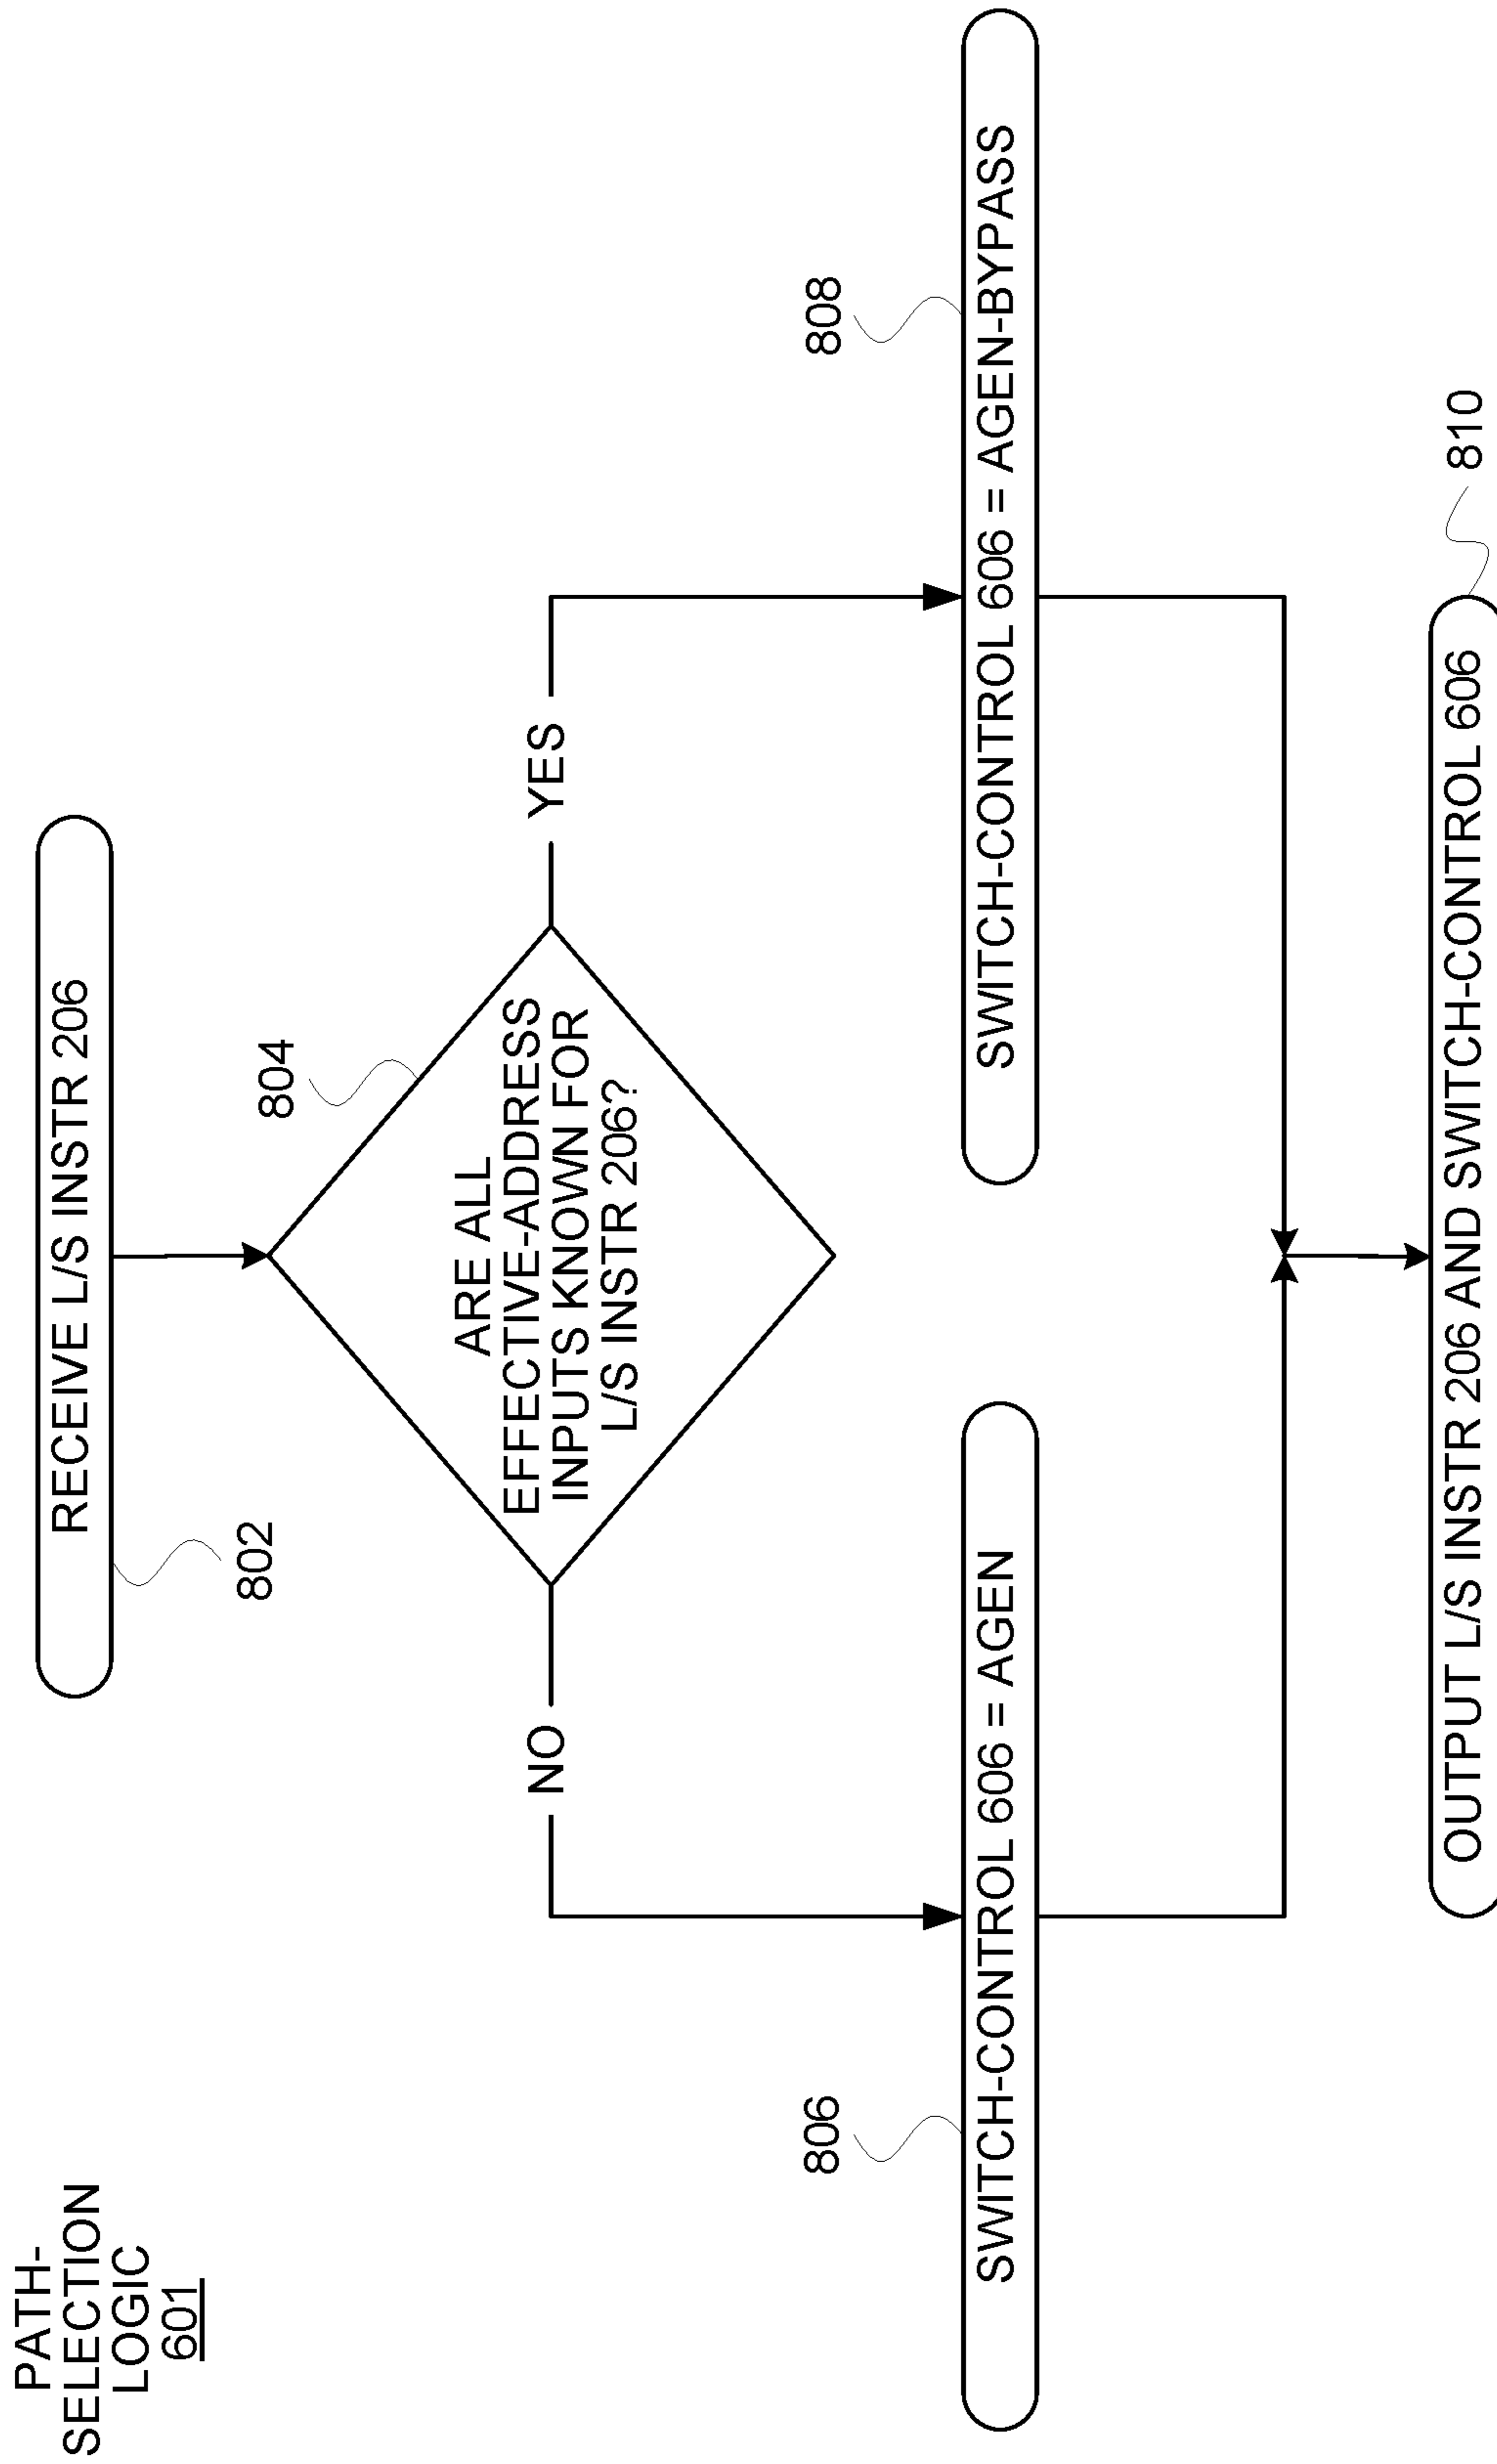 PATH-
SELECTION
LOGIC
601
RECEIVE L/S INSTR 206
802
804
ARE ALL
EFFECTIVE-ADDRESS
INPUTS KNOWN FOR
L/S INSTR 206?
NO
YES
806
SWITCH-CONTROL 606 = AGEN
808
SWITCH-CONTROL 606 = AGEN-BYPASS
OUTPUT L/S INSTR 206 AND SWITCH-CONTROL 606
810